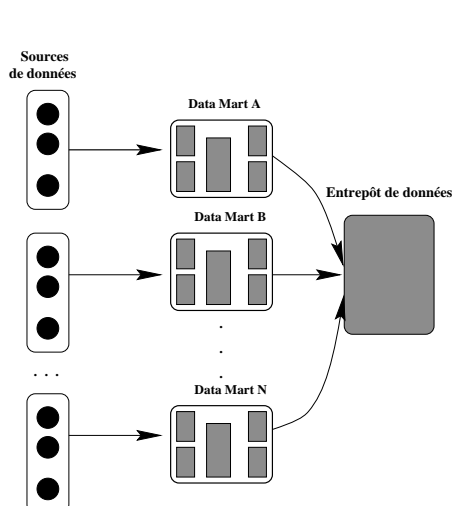 Sources
de données
Data Mart A
Entrepôt de données
Data Mart B
.
.
.
. . .
Data Mart N